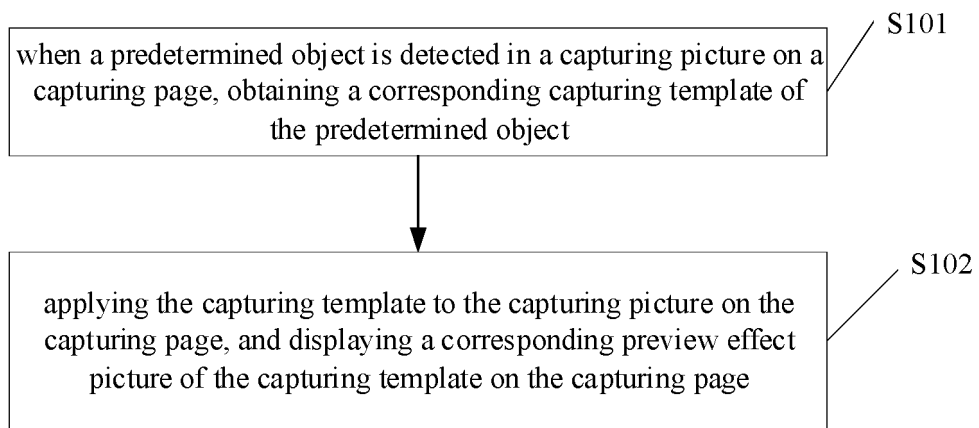 S101
when a predetermined object is detected in a capturing picture on a
capturing page, obtaining a corresponding capturing template of
the predetermined object
S102
applying the capturing template to the capturing picture on the
capturing page, and displaying a corresponding preview effect
picture of the capturing template on the capturing page